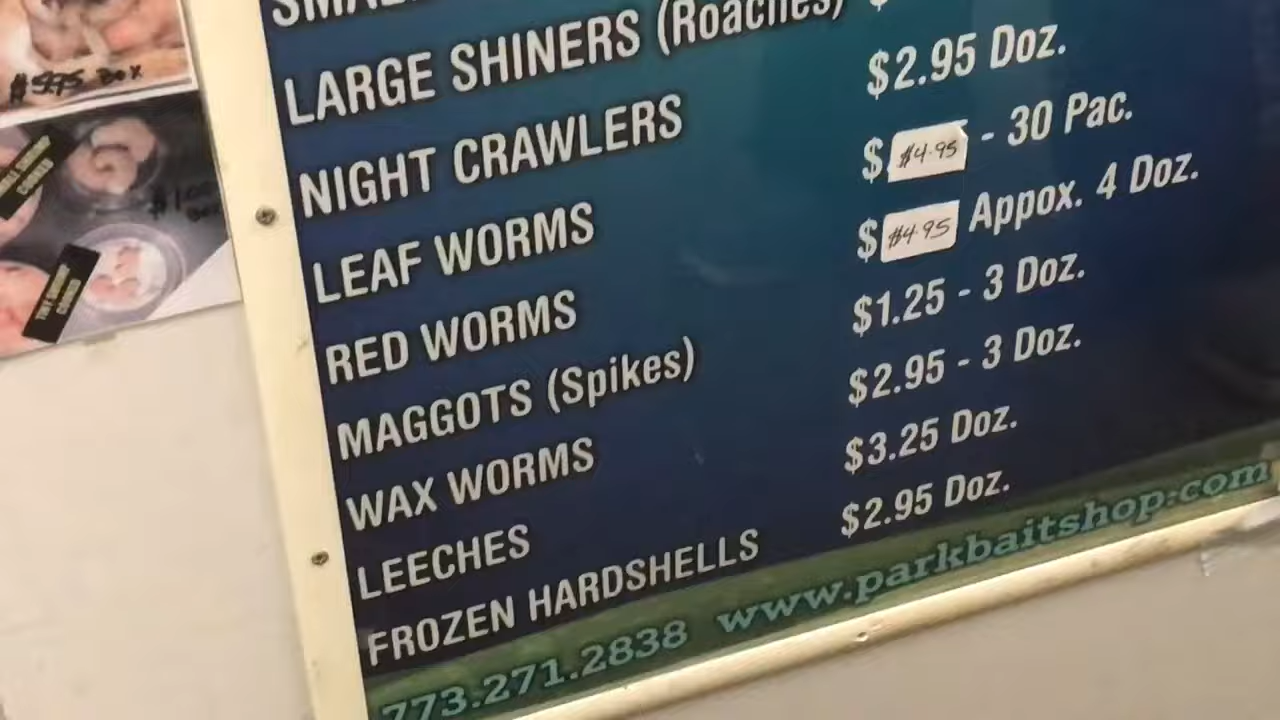 LARGE SHINERS (Roaches) $
NIGHT CRAWLERS $2.95 Doz.
LEAF WORMS $ $4.95 - 30 Pac.
RED WORMS $ $4.95 Appox. 4 Doz.
MAGGOTS (Spikes) $1.25 - 3 Doz.
WAX WORMS $2.95 - 3 Doz.
LEECHES $3.25 Doz.
FROZEN HARDSHELLS $2.95 Doz.
773.271.2838 www.parkbaitshop.com